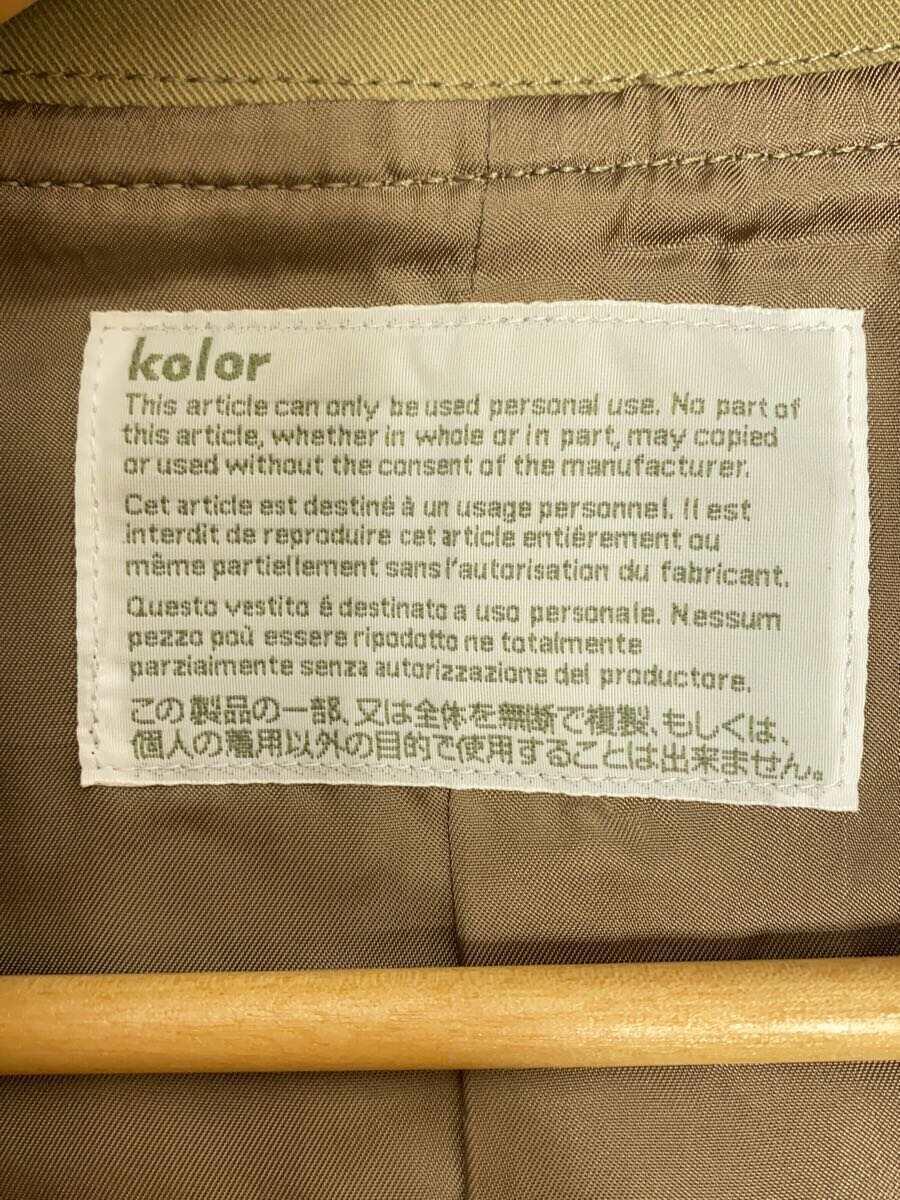 kolor
This article can only be used personal use. No part of
this article, whether in whole or in part, may copied
or used without the consent of the manufacturer.
Cet article est destiné à un usage personnel. Il est
interdit de reproduire cet article entiérement ou
même partiellement sans l'autorisation du fabricant.
Questo vestito é destinato a uso personale. Nessum
pezzo poù essere ripodotto ne totalmente
parziaimente senza autorizzazione del productore.
この製品の一部、又は全体を無断で複製、もしくは、
個人の着用以外の目的で使用することは出来ません。